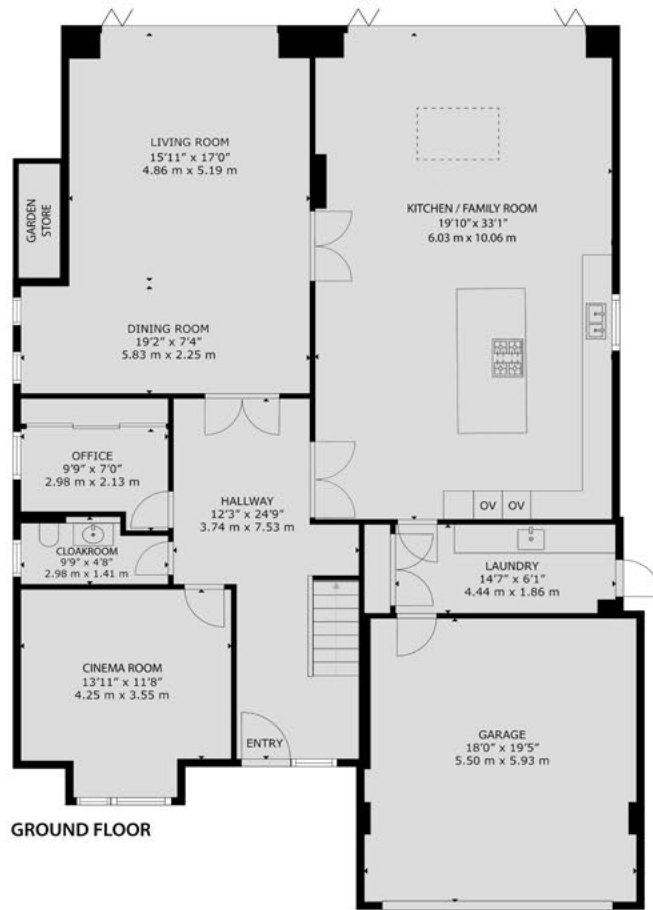 LIVING ROOM
15'11" x 17'0"
4.86 m x 5.19 m
GARDEN
STORE
KITCHEN / FAMILY ROOM
19'10" x 33'1"
6.03 m x 10.06 m
DINING ROOM
19'2" x 7'4"
5.83 m x 2.25 m
OFFICE
9'9" x 7'0"
2.98 m x 2.13 m
HALLWAY
12'3" x 24'9"
3.74 m x 7.53 m
OV
OV
CLOAKROOM
9'9" x 4'8"
2.98 m x 1.41 m
LAUNDRY
14'7" x 6'1"
4.44 m x 1.86 m
CINEMA ROOM
13'11" x 11'8"
4.25 m x 3.55 m
ENTRY
GARAGE
18'0" x 19'5"
5.50 m x 5.93 m
GROUND FLOOR